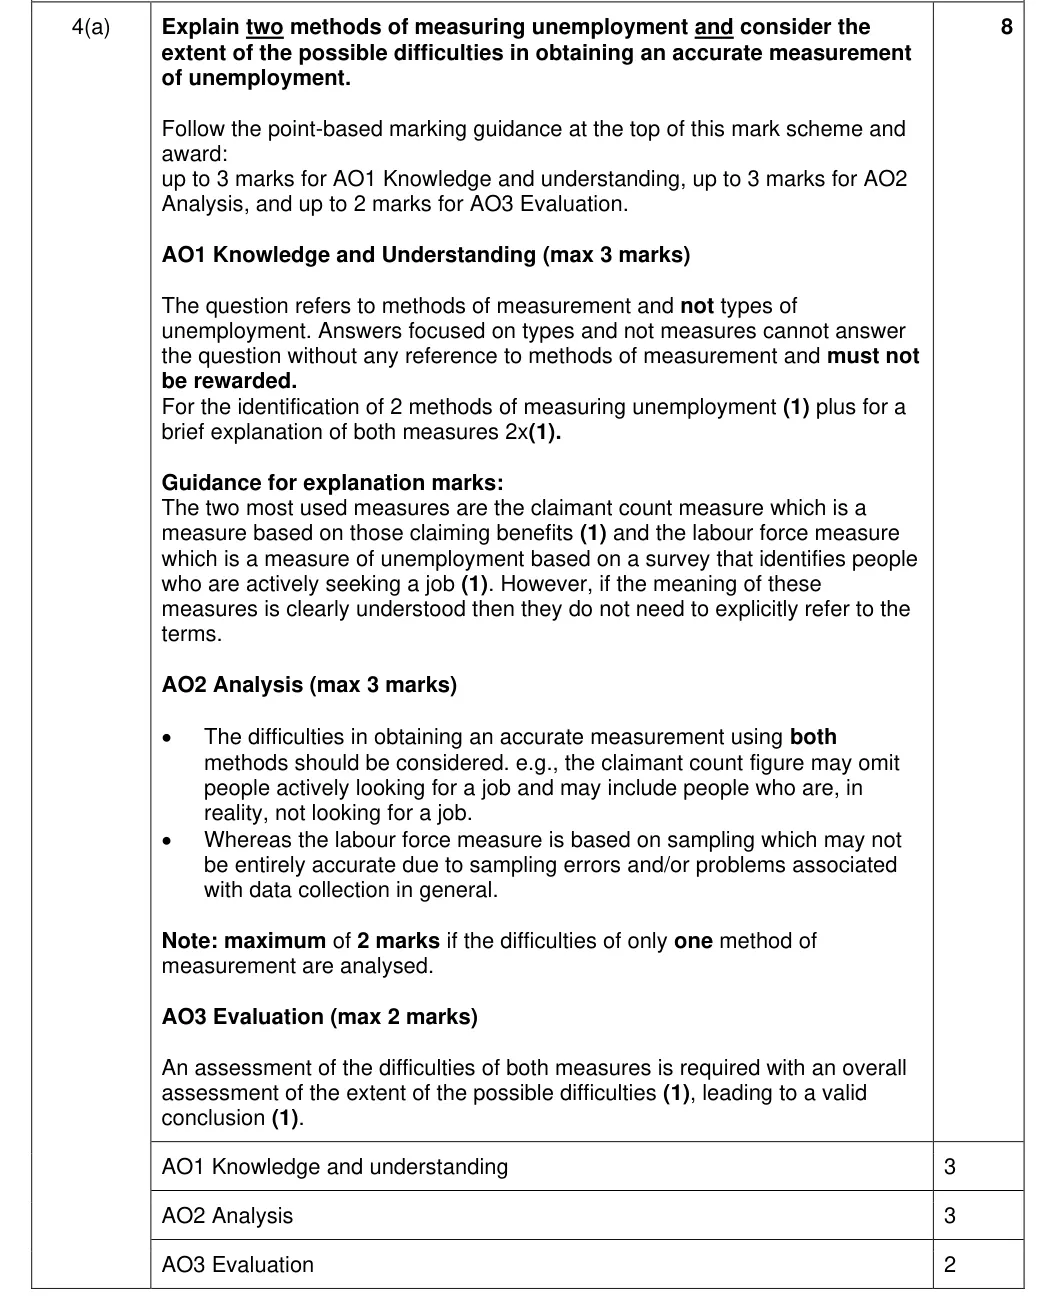 4(a) Explain two methods of measuring unemployment and consider the 8
extent of the possible difficulties in obtaining an accurate measurement
of unemployment.
Follow the point-based marking guidance at the top of this mark scheme and
award:
up to 3 marks for AO1 Knowledge and understanding, up to 3 marks for AO2
Analysis, and up to 2 marks for AO3 Evaluation.
AO1 Knowledge and Understanding (max 3 marks)
The question refers to methods of measurement and not types of
unemployment. Answers focused on types and not measures cannot answer
the question without any reference to methods of measurement and must not
be rewarded.
For the identification of 2 methods of measuring unemployment (1) plus for a
brief explanation of both measures 2x(1).
Guidance for explanation marks:
The two most used measures are the claimant count measure which is a
measure based on those claiming benefits (1) and the labour force measure
which is a measure of unemployment based on a survey that identifies people
who are actively seeking a job (1). However, if the meaning of these
measures is clearly understood then they do not need to explicitly refer to the
terms.
AO2 Analysis (max 3 marks)
• The difficulties in obtaining an accurate measurement using both
methods should be considered. e.g., the claimant count figure may omit
people actively looking for a job and may include people who are, in
reality, not looking for a job.
• Whereas the labour force measure is based on sampling which may not
be entirely accurate due to sampling errors and/or problems associated
with data collection in general.
Note: maximum of 2 marks if the difficulties of only one method of
measurement are analysed.
AO3 Evaluation (max 2 marks)
An assessment of the difficulties of both measures is required with an overall
assessment of the extent of the possible difficulties (1), leading to a valid
conclusion (1).
AO1 Knowledge and understanding 3
AO2 Analysis 3
AO3 Evaluation 2